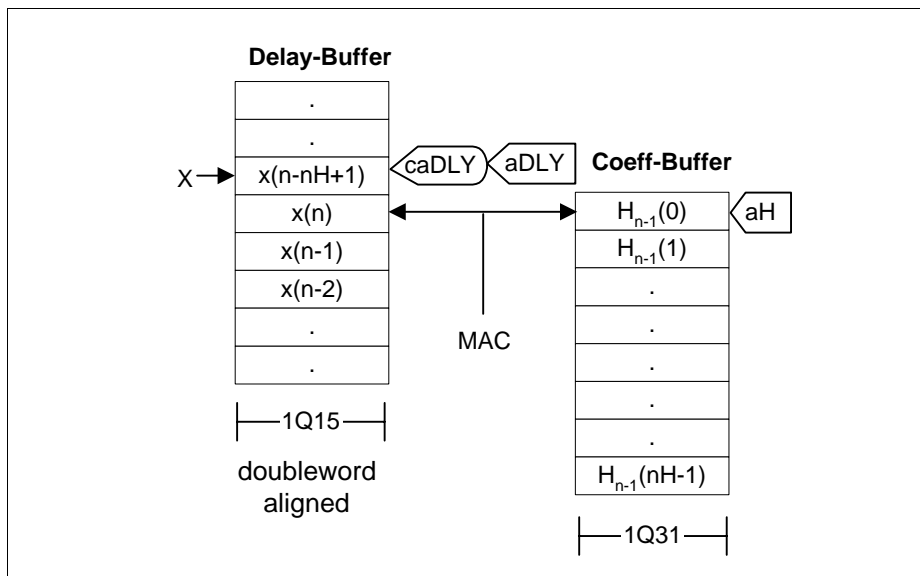 Delay-Buffer
.
.
X
x(n-nH+1)
caDLY
aDLY
x(n)
x(n-1)
x(n-2)
.
.
1Q15
doubleword
aligned
MAC
Coeff-Buffer
Hn-1(0)
aH
Hn-1(1)
.
.
.
.
.
Hn-1(nH-1)
1Q31